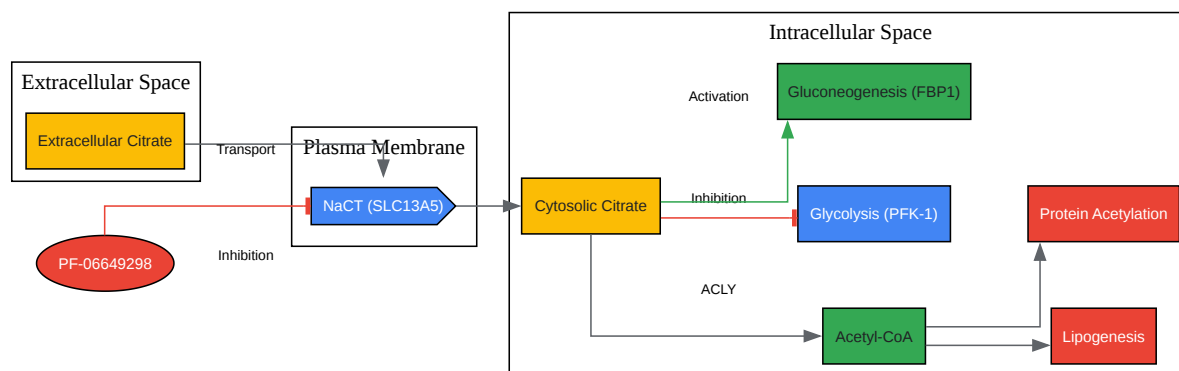 Intracellular Space
Extracellular Space
Extracellular Citrate
Transport
Plasma Membrane
NaCT (SLC13A5)
PF-06649298
Inhibition
Cytosolic Citrate
Activation
Gluconeogenesis (FBP1)
Inhibition
Glycolysis (PFK-1)
Protein Acetylation
ACLY
Acetyl-CoA
Lipogenesis